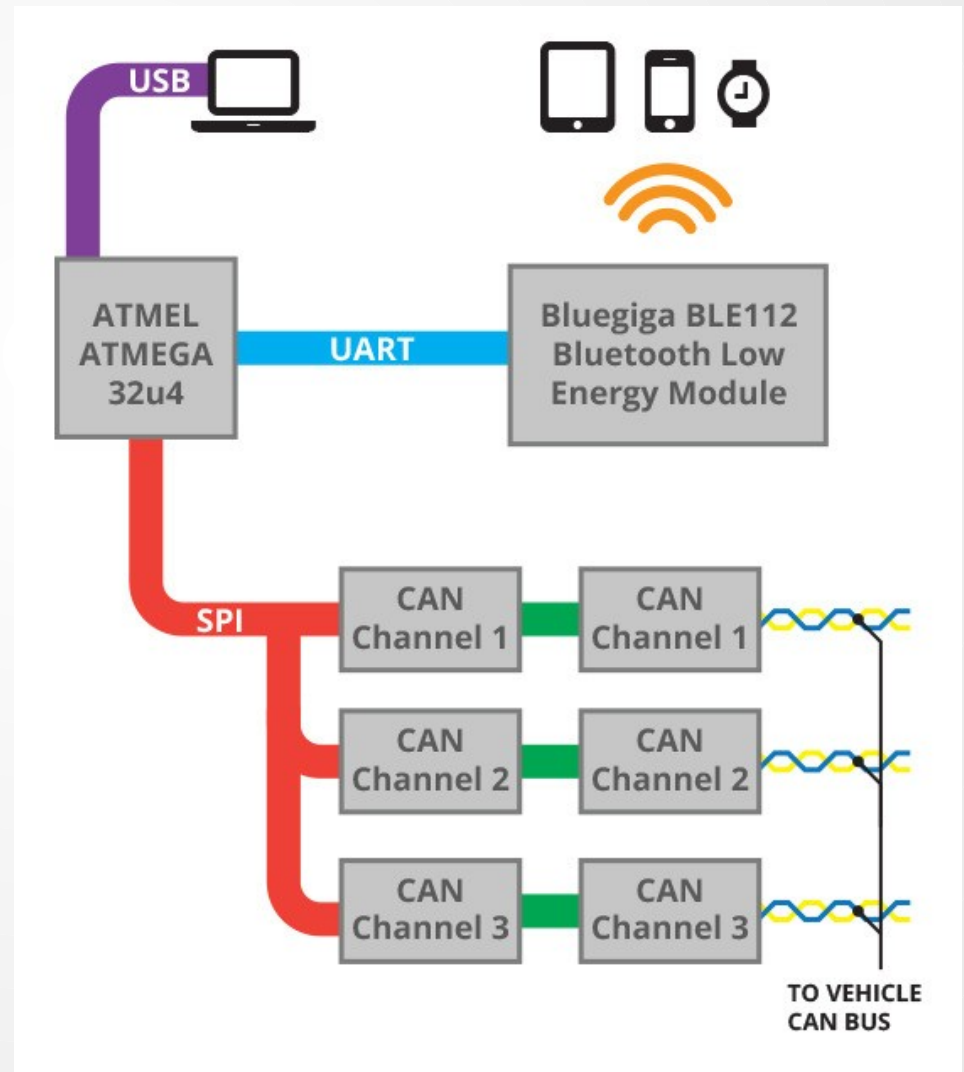 USB
ATMEL
ATMEGA
32u4
UART
Bluegiga BLE112
Bluetooth Low
Energy Module
SPI
CAN
Channel 1
CAN
Channel 1
CAN
Channel 2
CAN
Channel 2
CAN
Channel 3
CAN
Channel 3
TO VEHICLE
CAN BUS